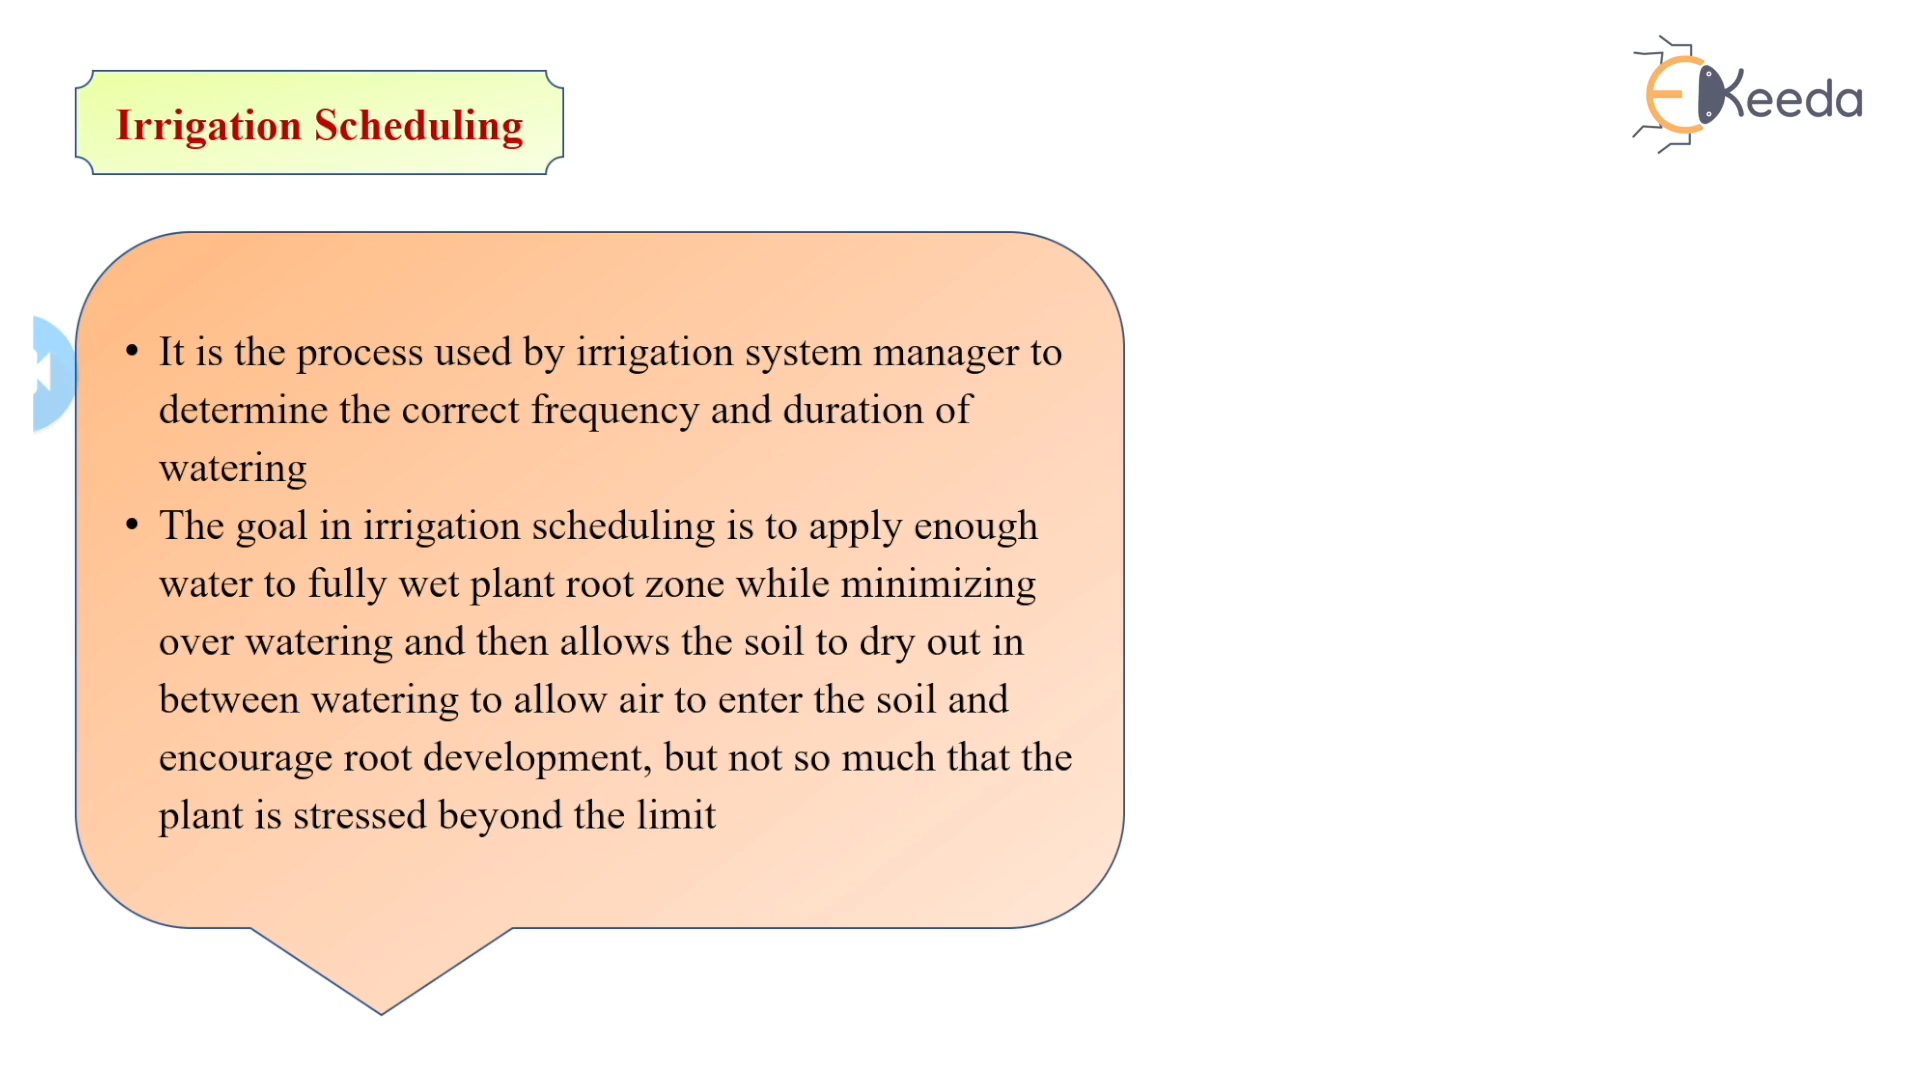 Irrigation Scheduling
EKeeda
• It is the process used by irrigation system manager to
determine the correct frequency and duration of
watering
• The goal in irrigation scheduling is to apply enough
water to fully wet plant root zone while minimizing
over watering and then allows the soil to dry out in
between watering to allow air to enter the soil and
encourage root development, but not so much that the
plant is stressed beyond the limit